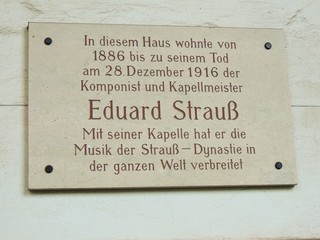 In diesem Haus wohnte von
1886 bis zu seinem Tod
am 28. Dezember 1916 der
Komponist und Kapellmeister
Eduard Strauß
Mit seiner Kapelle hat er die
Musik der Strauß – Dynastie in
der ganzen Welt verbreitet